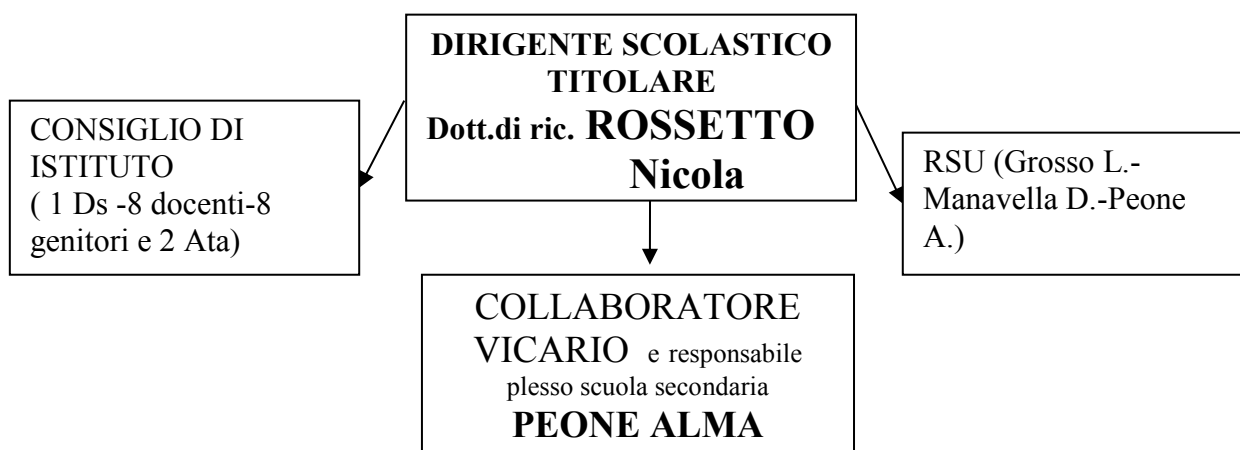 DIRIGENTE SCOLASTICO
TITOLARE
Dott.di ric. ROSSETTO
Nicola
CONSIGLIO DI
ISTITUTO
( 1 Ds -8 docenti-8
genitori e 2 Ata)
RSU (Grosso L.-
Manavella D.-Peone
A.)
COLLABORATORE
VICARIO e responsabile
plesso scuola secondaria
PEONE ALMA